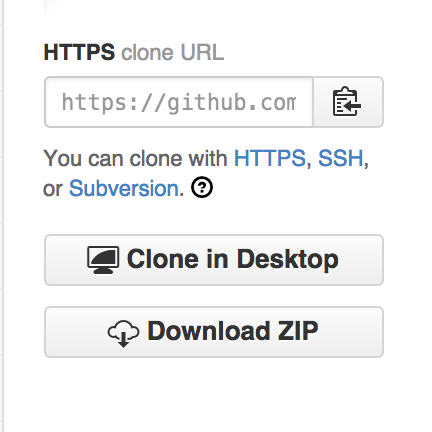 HTTPS clone URL
https://github.com
You can clone with HTTPS, SSH,
or Subversion. ?
Clone in Desktop
Download ZIP